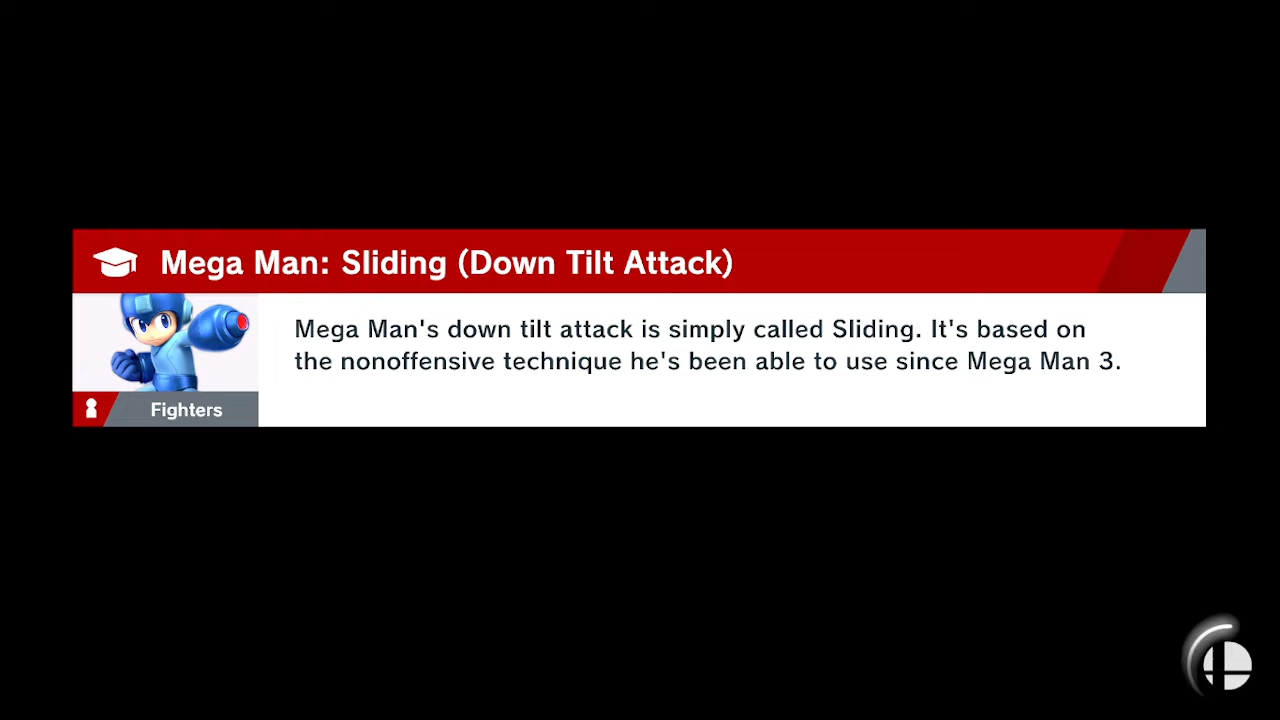 Mega Man: Sliding (Down Tilt Attack)
Mega Man's down tilt attack is simply called Sliding. It's based on
the nonoffensive technique he's been able to use since Mega Man 3.
Fighters